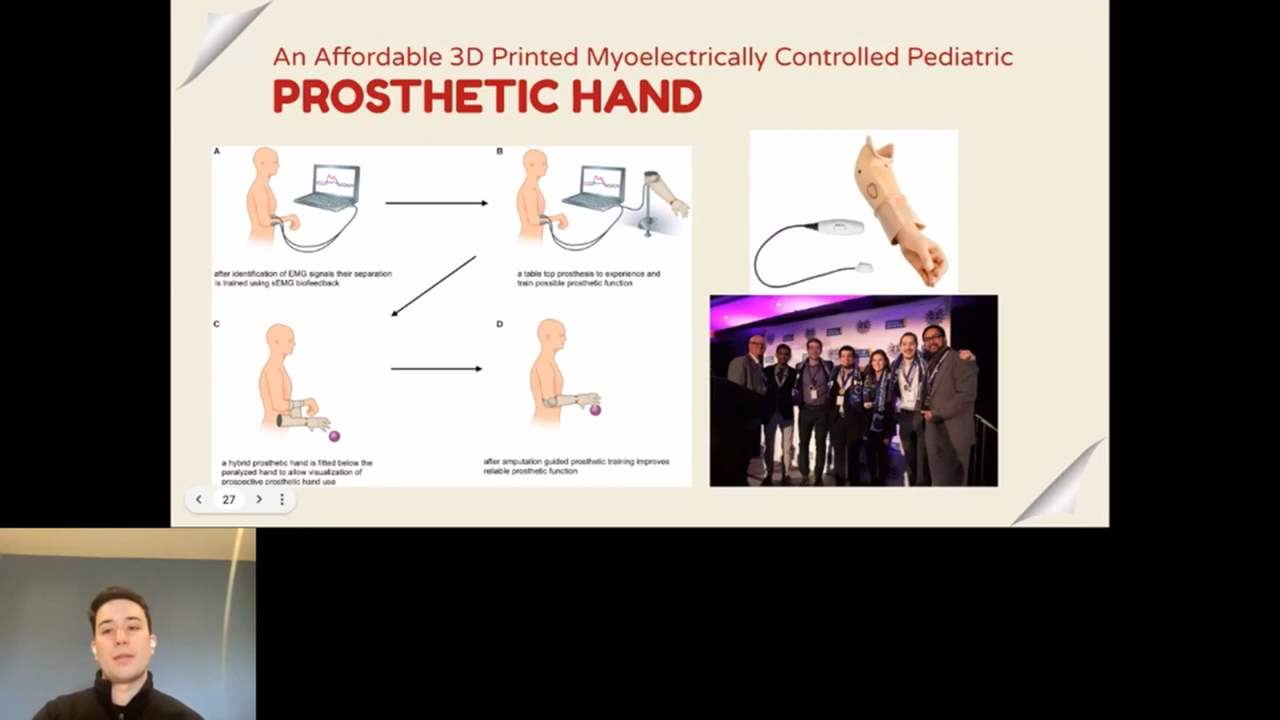 An Affordable 3D Printed Myoelectrically Controlled Pediatric
PROSTHETIC HAND
A
B
after identification of EMG signals their separation
is trained using sEMG biofeedback
a table top prosthesis to experience and
train possible prosthetic function
C
D
a hybrid prosthetic hand is fitted below the
paralyzed hand to allow visualization of
prospective prosthetic hand use
after amputation guided prosthetic training improves
reliable prosthetic function
27